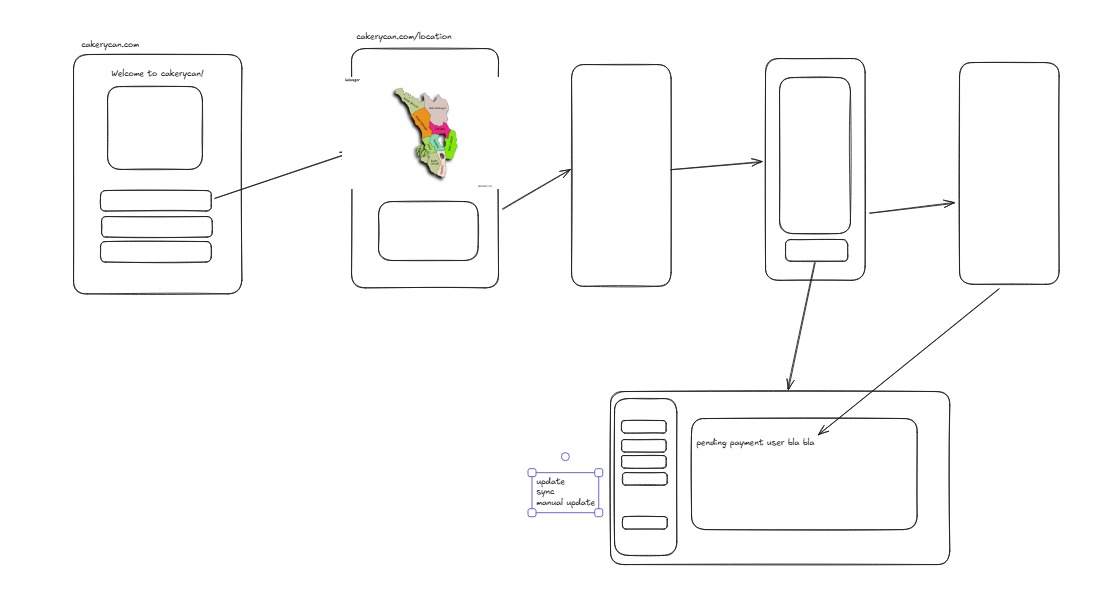 cakerycan.com
Welcome to cakerycan!
cakerycan.com/location
Selangor
pending payment user bla bla
update
sync
manual update